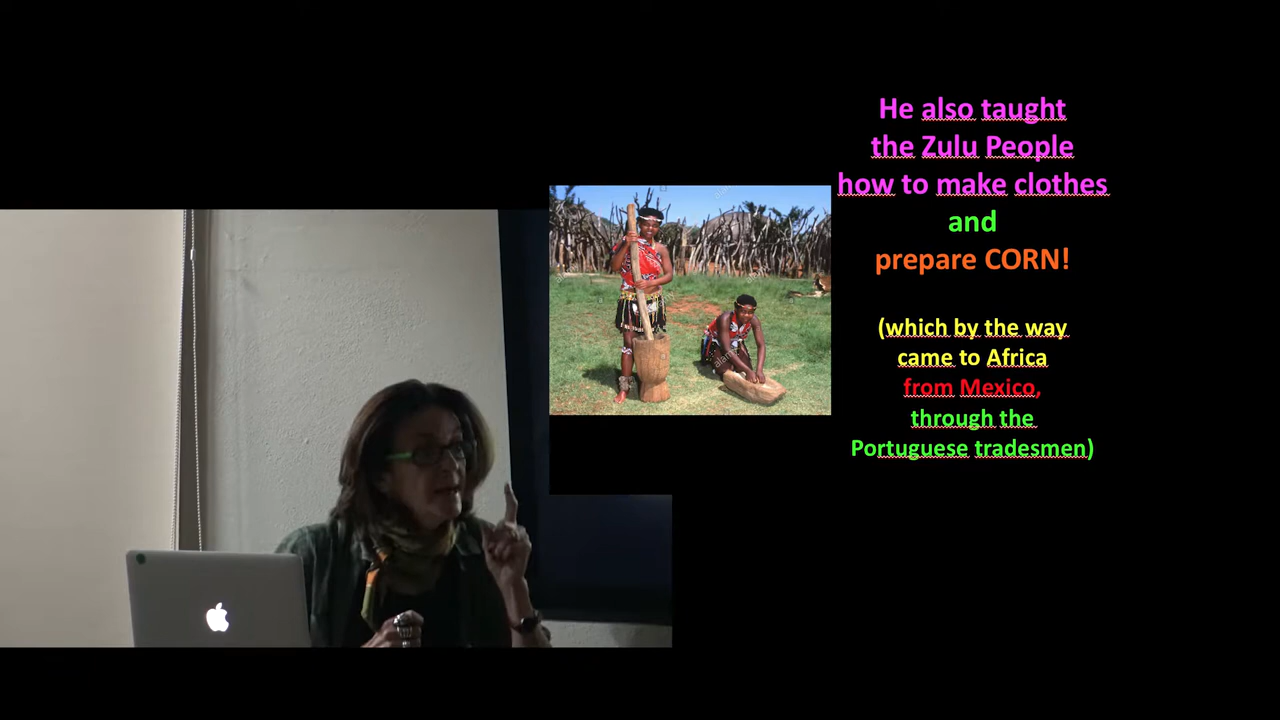 He also taught
the Zulu People
how to make clothes
and
prepare CORN!
(which by the way
came to Africa
from Mexico,
through the
Portuguese tradesmen)